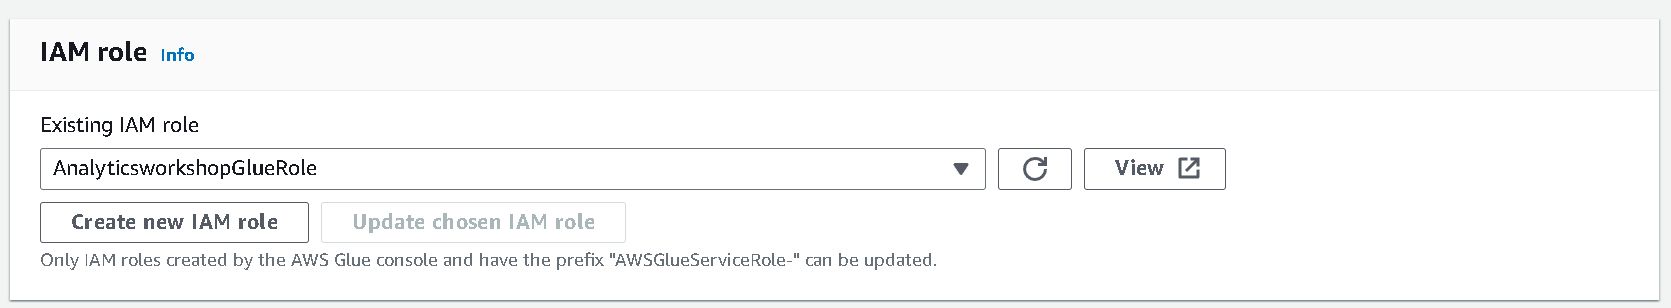 IAM role Info
Existing IAM role
AnalyticsworkshopGlueRole
View
Create new IAM role
Update chosen IAM role
Only IAM roles created by the AWS Glue console and have the prefix "AWSGlueServiceRole-" can be updated.